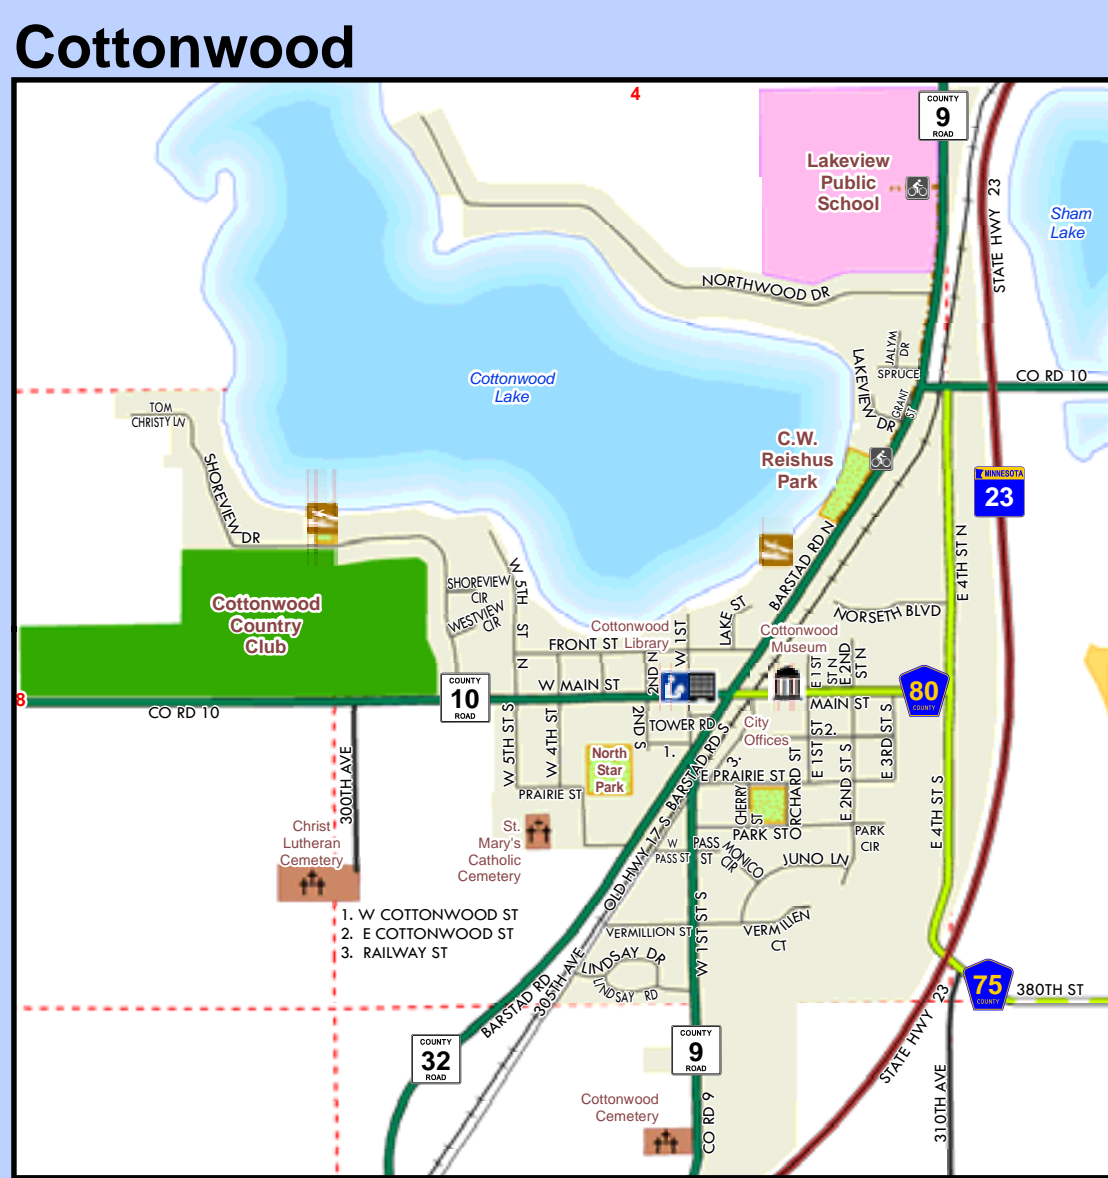 Cottonwood
4
COUNTY
9
ROAD
Lakeview
Public
School
STATE HWY 23
Sham
Lake
NORTHWOOD DR
JALYM
DR
SPRUCE
LAKEVIEW DR
GRANT
ST
CO RD 10
Cottonwood
Lake
TOM
CHRISTY LN
C.W.
Reishus
Park
SHOREVIEW DR
MINNESOTA
23
BARSTAD RD N
E 4TH ST N
W 5TH ST N
SHOREVIEW
CIR
WESTVIEW
CIR
Cottonwood
Country
Club
Cottonwood
Library
FRONT ST
W 1ST
LAKE ST
Cottonwood
Museum
NORSETH BLVD
E 1ST
ST N
E 2ND
ST N
2ND N
W MAIN ST
COUNTY
10
ROAD
80
COUNTY
8
CO RD 10
MAIN ST
W 5TH ST S
W 4TH ST
2ND S
TOWER RD
City
Offices
2.
1.
3.
E 1ST ST
E 2ND ST S
E 3RD ST S
300TH AVE
North
Star
Park
E PRAIRIE ST
BARSTAD RD S
PRAIRIE ST
CHERRY
ST
ORCHARD ST
E 4TH ST S
Christ
Lutheran
Cemetery
St.
Mary's
Catholic
Cemetery
OLD HWY 17 S
PARK ST
PARK
CIR
W
PASS ST
PASS
ST
MONICO
CIR
JUNO LN
1. W COTTONWOOD ST
2. E COTTONWOOD ST
3. RAILWAY ST
VERMILLION ST
W 1ST ST S
VERMILIEN
CT
LINDSAY DR
LINDSAY RD
BARSTAD RD
305TH AVE
75
COUNTY
380TH ST
COUNTY
32
ROAD
COUNTY
9
ROAD
STATE HWY 23
310TH AVE
Cottonwood
Cemetery
CO RD 9